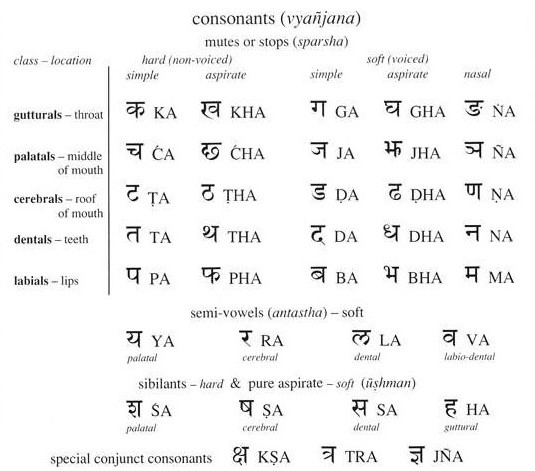 consonants (vyañjana)
mutes or stops (sparsha)
class – location hard (non-voiced) soft (voiced)
simple aspirate simple aspirate nasal
gutturals – throat क KA ख KHA ग GA घ GHA ङ ṄA
palatals – middle of mouth च ĊA छ ĊHA ज JA झ JHA ञ ÑA
cerebrals – roof of mouth ट ṬA ठ ṬHA ड ḌA ढ ḌHA ण ṆA
dentals – teeth त TA थ THA द DA ध DHA न NA
labials – lips प PA फ PHA ब BA भ BHA म MA
semi-vowels (antastha) – soft
य YA र RA ल LA व VA
palatal cerebral dental labio-dental
sibilants – hard & pure aspirate – soft (ūṣhman)
श ŚA ष ṢA स SA ह HA
palatal cerebral dental guttural
special conjunct consonants क्ष KṢA त्र TRA ज्ञ JÑA